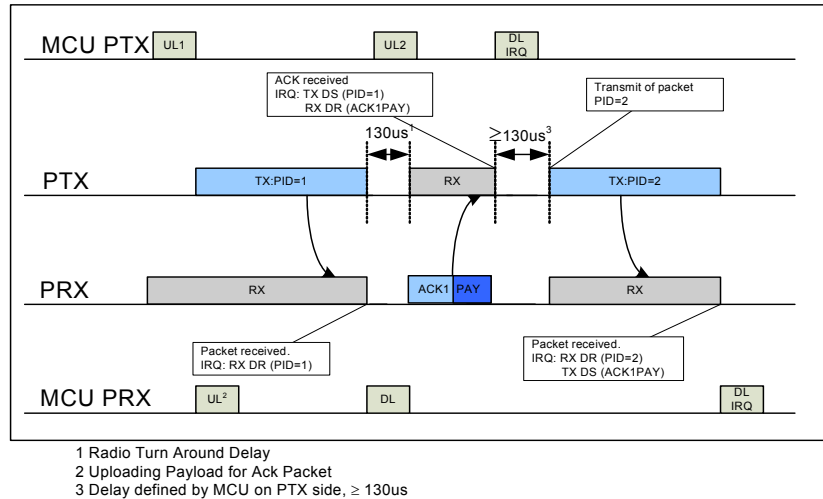 MCU PTX
UL1
UL2
DL
IRQ
ACK received
IRQ: TX DS (PID=1)
RX DR (ACK1PAY)
Transmit of packet
PID=2
130us1
≥130us3
PTX
TX:PID=1
RX
TX:PID=2
PRX
RX
ACK1
PAY
RX
Packet received.
IRQ: RX DR (PID=1)
Packet received.
IRQ: RX DR (PID=2)
TX DS (ACK1PAY)
MCU PRX
UL2
DL
DL
IRQ
1 Radio Turn Around Delay
2 Uploading Payload for Ack Packet
3 Delay defined by MCU on PTX side, ≥ 130us